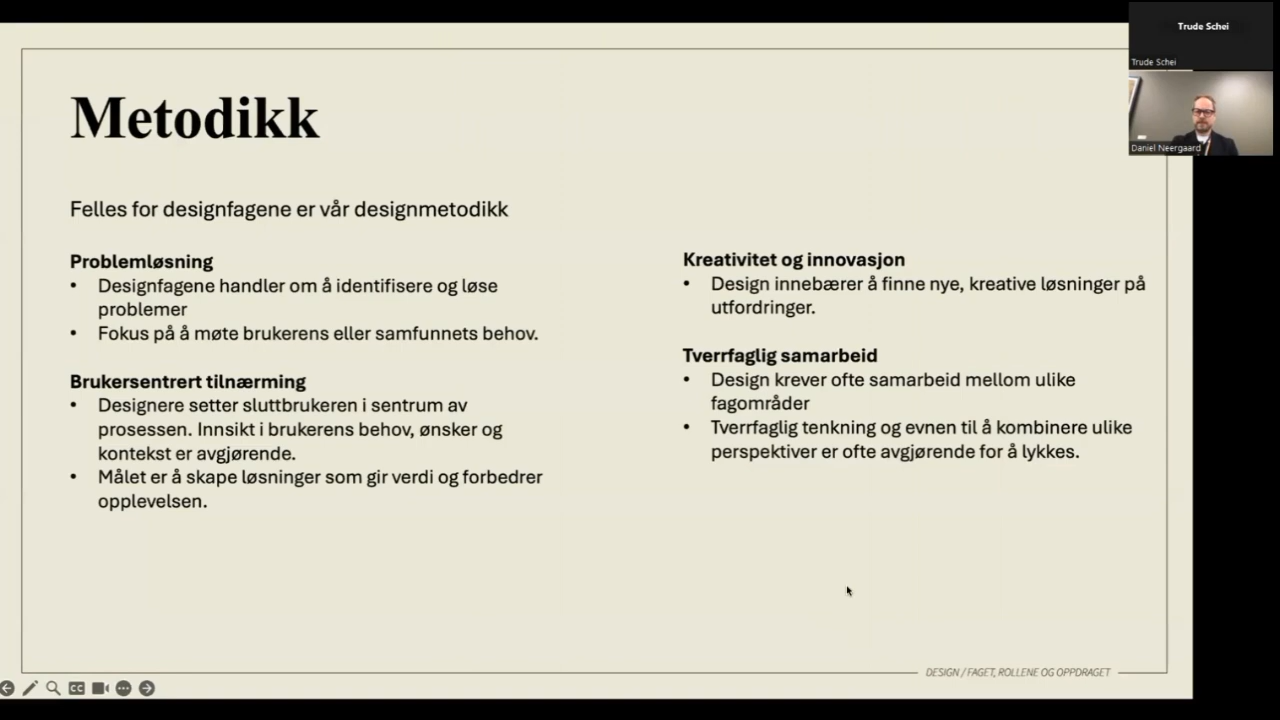 Metodikk
Felles for designfagene er vår designmetodikk
Problemløsning
• Designfagene handler om å identifisere og løse
problemer
• Fokus på å møte brukerens eller samfunnets behov.
Brukersentrert tilnærming
• Designere setter sluttbrukeren i sentrum av
prosessen. Innsikt i brukerens behov, ønsker og
kontekst er avgjørende.
• Målet er å skape løsninger som gir verdi og forbedrer
opplevelsen.
Kreativitet og innovasjon
• Design innebærer å finne nye, kreative løsninger på
utfordringer.
Tverrfaglig samarbeid
• Design krever ofte samarbeid mellom ulike
fagområder
• Tverrfaglig tenkning og evnen til å kombinere ulike
perspektiver er ofte avgjørende for å lykkes.
DESIGN / FAGET, ROLLENE OG OPPDRAGET
Trude Schei
Trude Schei
Daniel Neergaard
CC